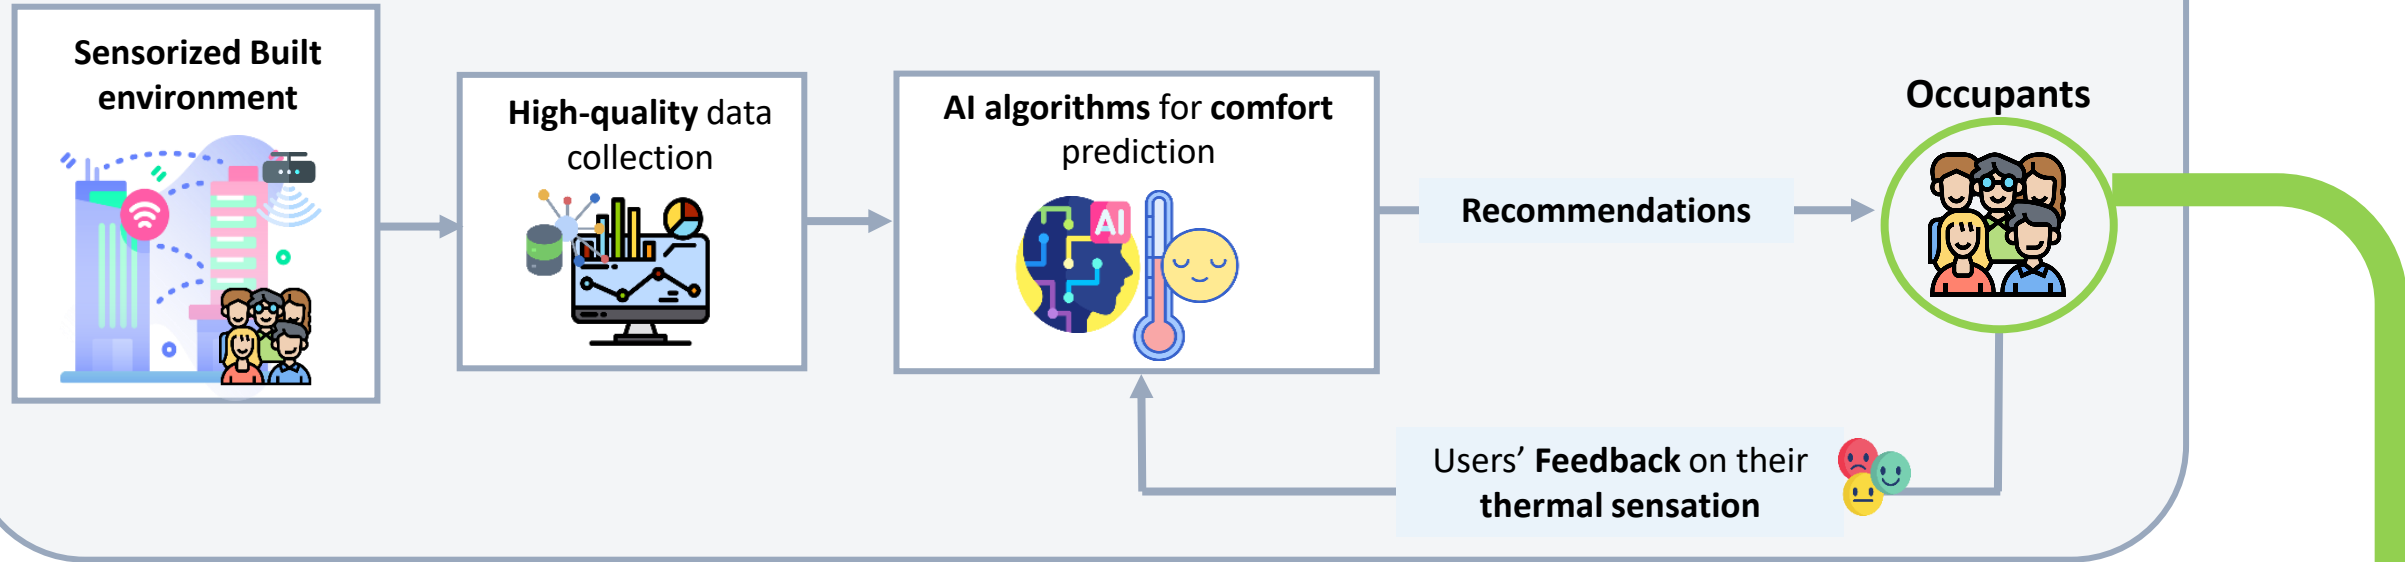 Sensorized Built
environment
High-quality data
collection
AI algorithms for comfort
prediction
AI
Recommendations
Occupants
Users’ Feedback on their
thermal sensation